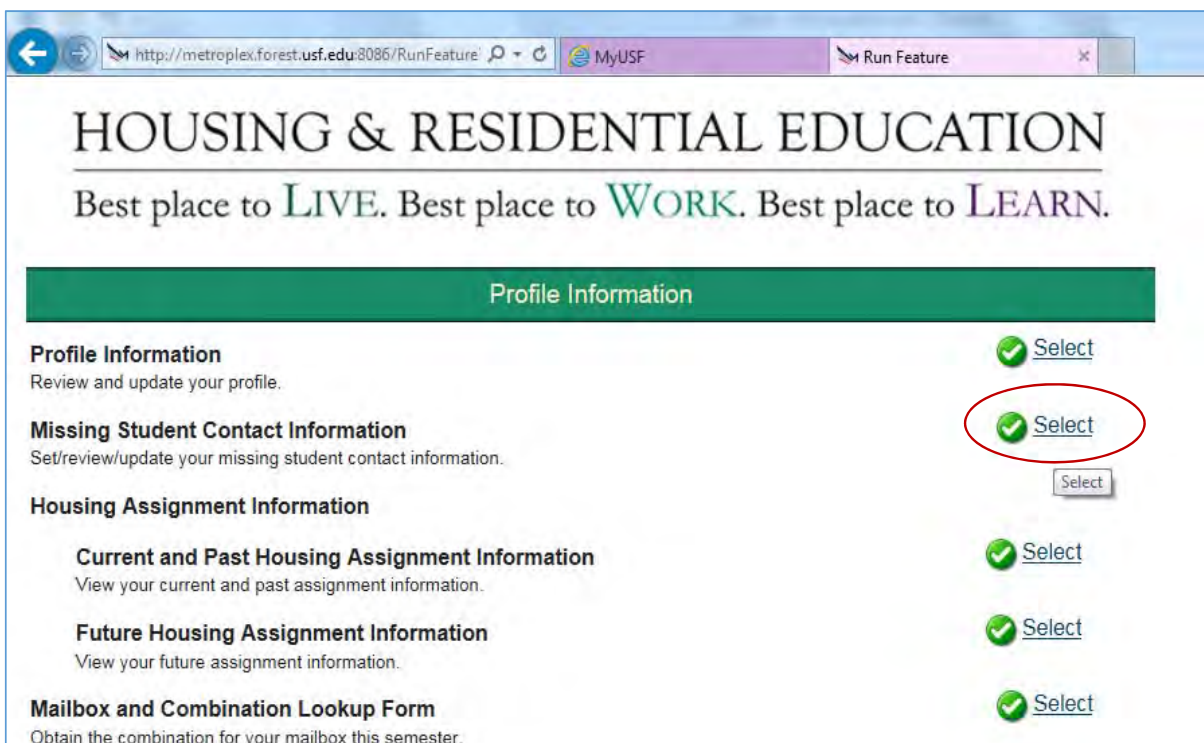 http://metroplex.forest.usf.edu:8086/RunFeature MyUSF Run Feature
HOUSING & RESIDENTIAL EDUCATION
Best place to LIVE. Best place to WORK. Best place to LEARN.
Profile Information
Profile Information Select
Review and update your profile.
Missing Student Contact Information Select
Set/review/update your missing student contact information.
Select
Housing Assignment Information
Current and Past Housing Assignment Information Select
View your current and past assignment information.
Future Housing Assignment Information Select
View your future assignment information.
Mailbox and Combination Lookup Form Select
Obtain the combination for your mailbox this semester.